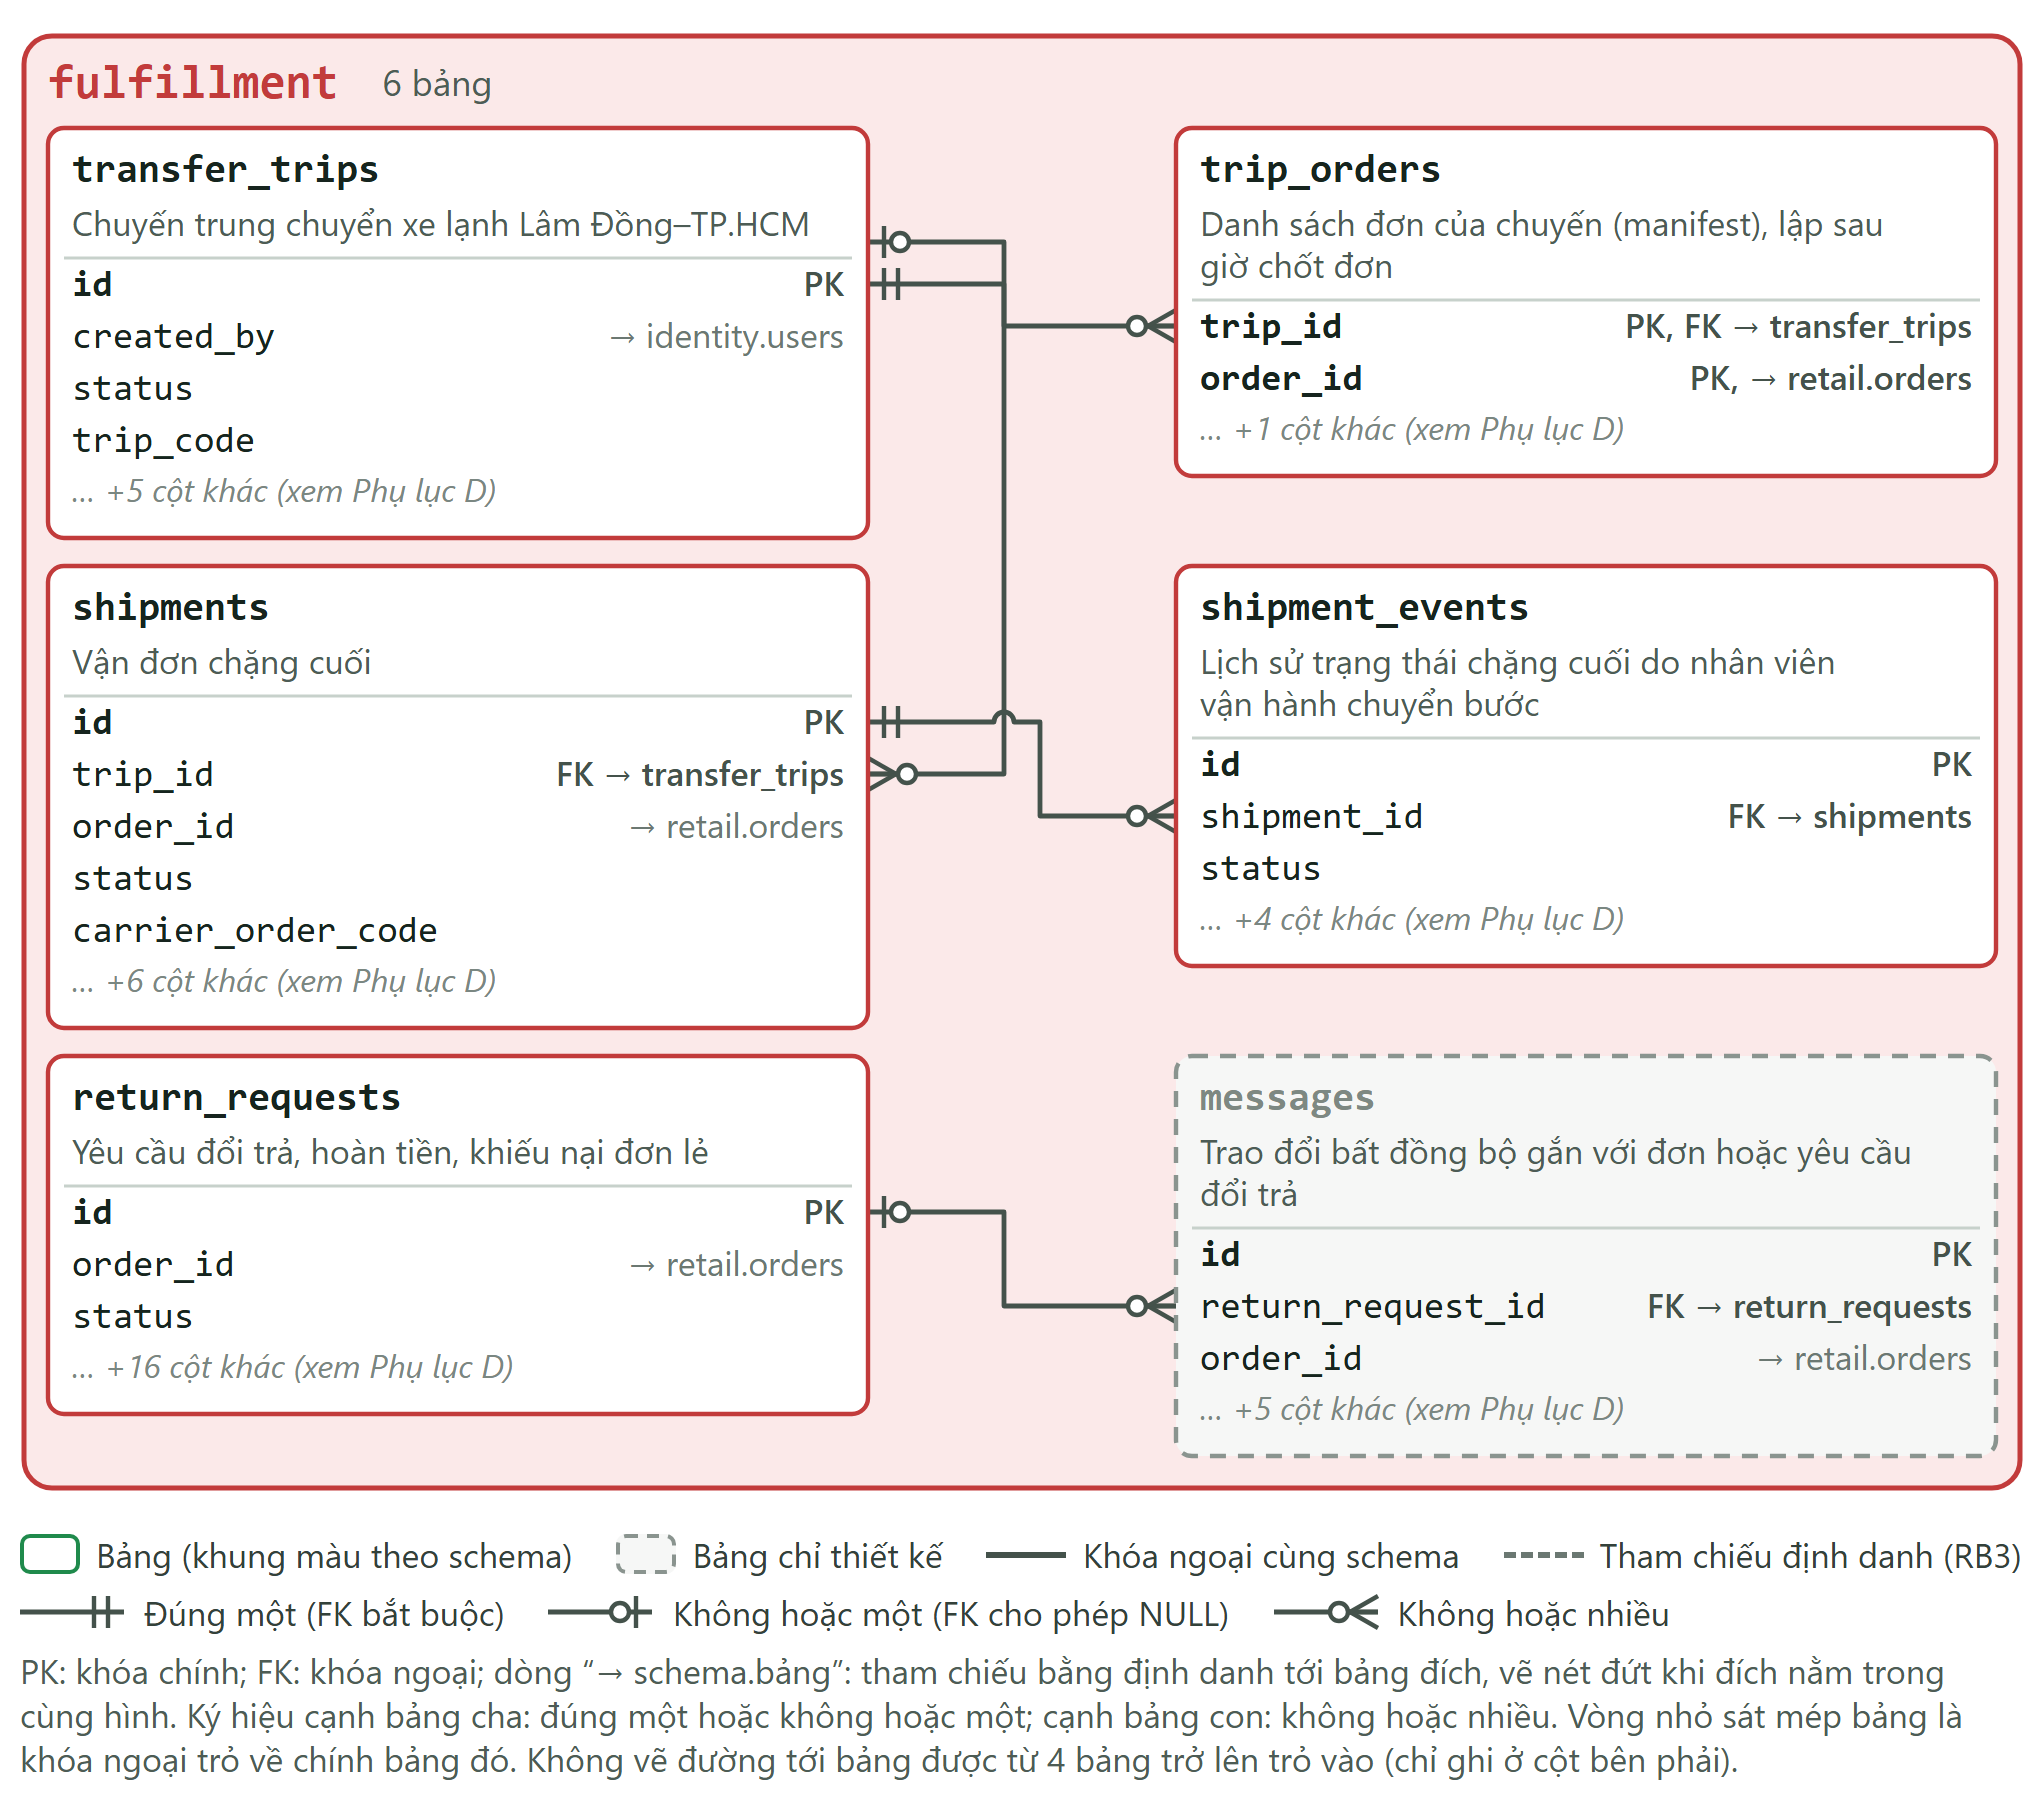 fulfillment 6 bảng
transfer_trips
Chuyến trung chuyển xe lạnh Lâm Đồng–TP.HCM
id PK
created_by → identity.users
status
trip_code
... +5 cột khác (xem Phụ lục D)
trip_orders
Danh sách đơn của chuyến (manifest), lập sau
giờ chốt đơn
trip_id PK, FK → transfer_trips
order_id PK, → retail.orders
... +1 cột khác (xem Phụ lục D)
shipments
Vận đơn chặng cuối
id PK
trip_id FK → transfer_trips
order_id → retail.orders
status
carrier_order_code
... +6 cột khác (xem Phụ lục D)
shipment_events
Lịch sử trạng thái chặng cuối do nhân viên
vận hành chuyển bước
id PK
shipment_id FK → shipments
status
... +4 cột khác (xem Phụ lục D)
return_requests
Yêu cầu đổi trả, hoàn tiền, khiếu nại đơn lẻ
id PK
order_id → retail.orders
status
... +16 cột khác (xem Phụ lục D)
messages
Trao đổi bất đồng bộ gắn với đơn hoặc yêu cầu
đổi trả
id PK
return_request_id FK → return_requests
order_id → retail.orders
... +5 cột khác (xem Phụ lục D)
Bảng (khung màu theo schema) Bảng chỉ thiết kế Khóa ngoại cùng schema Tham chiếu định danh (RB3)
Đúng một (FK bắt buộc) Không hoặc một (FK cho phép NULL) Không hoặc nhiều
PK: khóa chính; FK: khóa ngoại; dòng “→ schema.bảng”: tham chiếu bằng định danh tới bảng đích, vẽ nét đứt khi đích nằm trong
cùng hình. Ký hiệu cạnh bảng cha: đúng một hoặc không hoặc một; cạnh bảng con: không hoặc nhiều. Vòng nhỏ sát mép bảng là
khóa ngoại trỏ về chính bảng đó. Không vẽ đường tới bảng được từ 4 bảng trở lên trỏ vào (chỉ ghi ở cột bên phải).